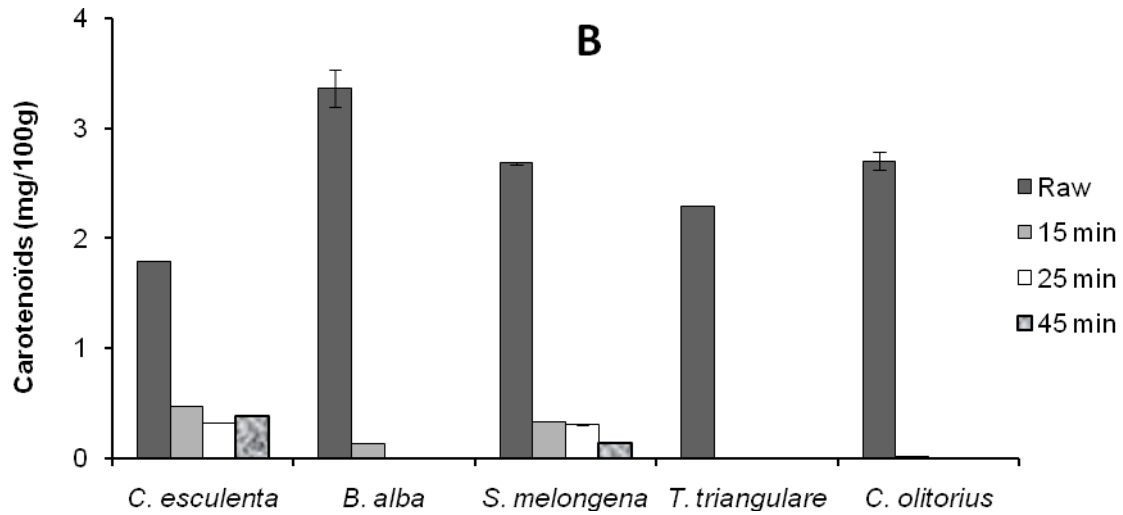 B
Carotenoïds (mg/100g)
4
3
2
1
0
C. esculenta
B. alba
S. melongena
T. triangulare
C. olitorius
Raw
15 min
25 min
45 min